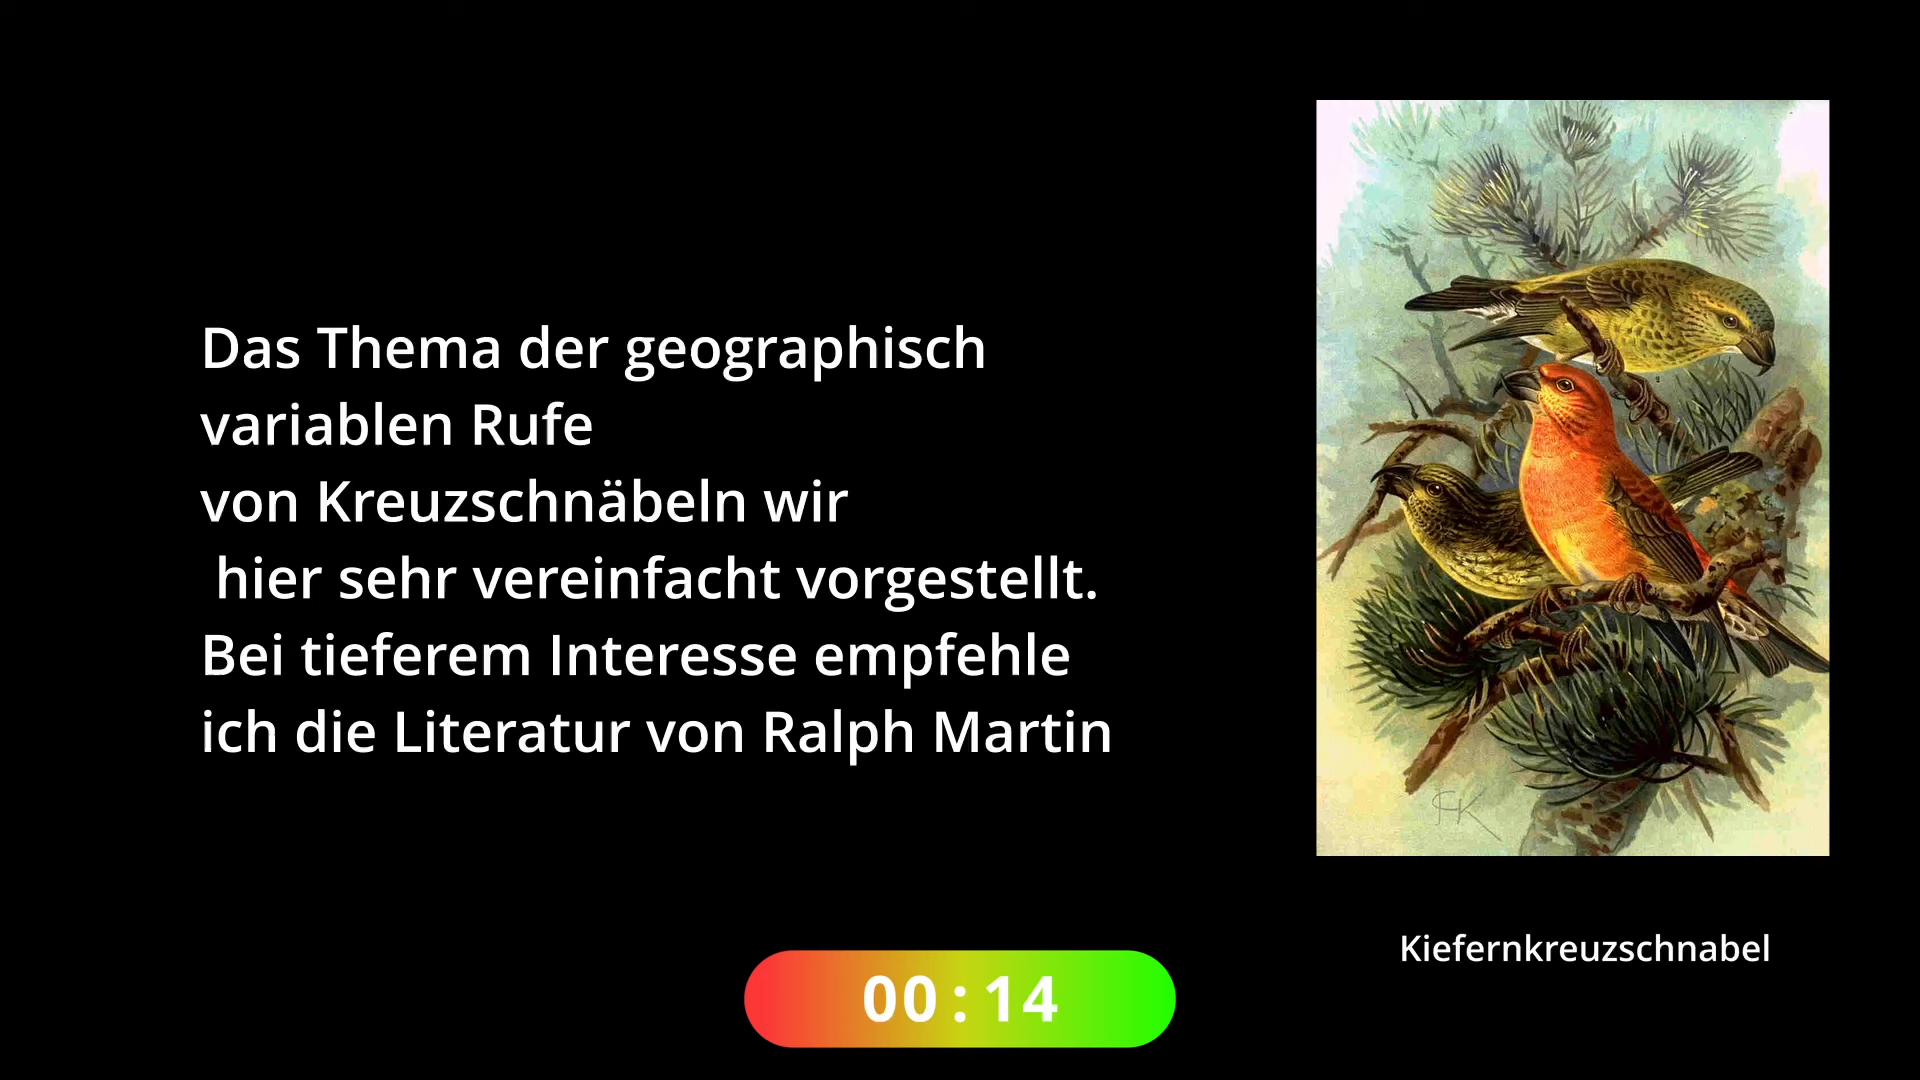 Das Thema der geographisch
variablen Rufe
von Kreuzschnäbeln wir
hier sehr vereinfacht vorgestellt.
Bei tieferem Interesse empfehle
ich die Literatur von Ralph Martin
Kiefernkreuzschnabel
00 : 14